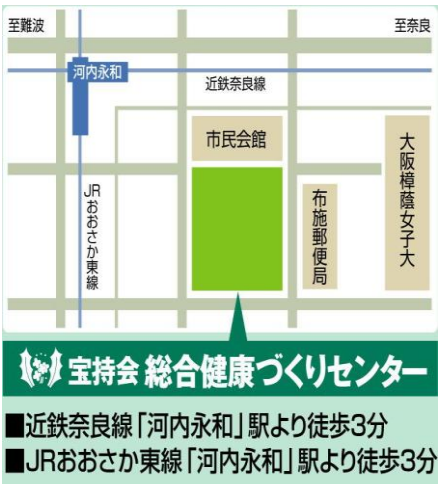 至難波
至奈良
河内永和
近鉄奈良線
市民会館
大阪樟蔭女子大
JRおおさか東線
布施郵便局
宝持会 総合健康づくりセンター
■近鉄奈良線「河内永和」駅より徒歩3分
■JRおおさか東線「河内永和」駅より徒歩3分